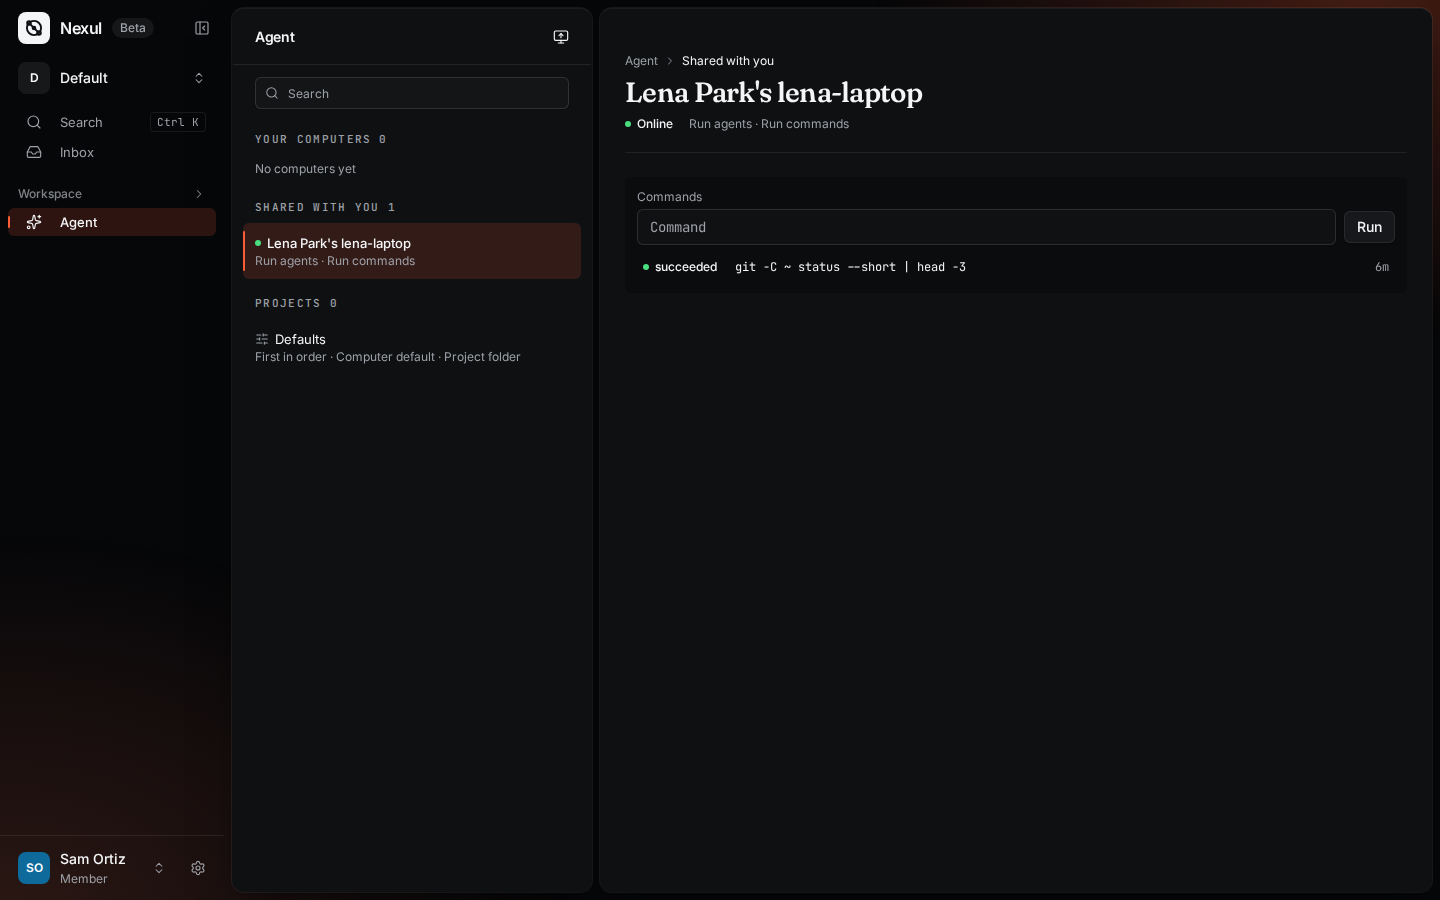 Nexul Beta
D Default
Search Ctrl K
Inbox
Workspace
Agent
SO Sam Ortiz
Member
Agent
Search
YOUR COMPUTERS 0
No computers yet
SHARED WITH YOU 1
Lena Park's lena-laptop
Run agents · Run commands
PROJECTS 0
Defaults
First in order · Computer default · Project folder
Agent > Shared with you
Lena Park's lena-laptop
Online Run agents · Run commands
Commands
Command Run
succeeded git -C ~ status --short | head -3 6m